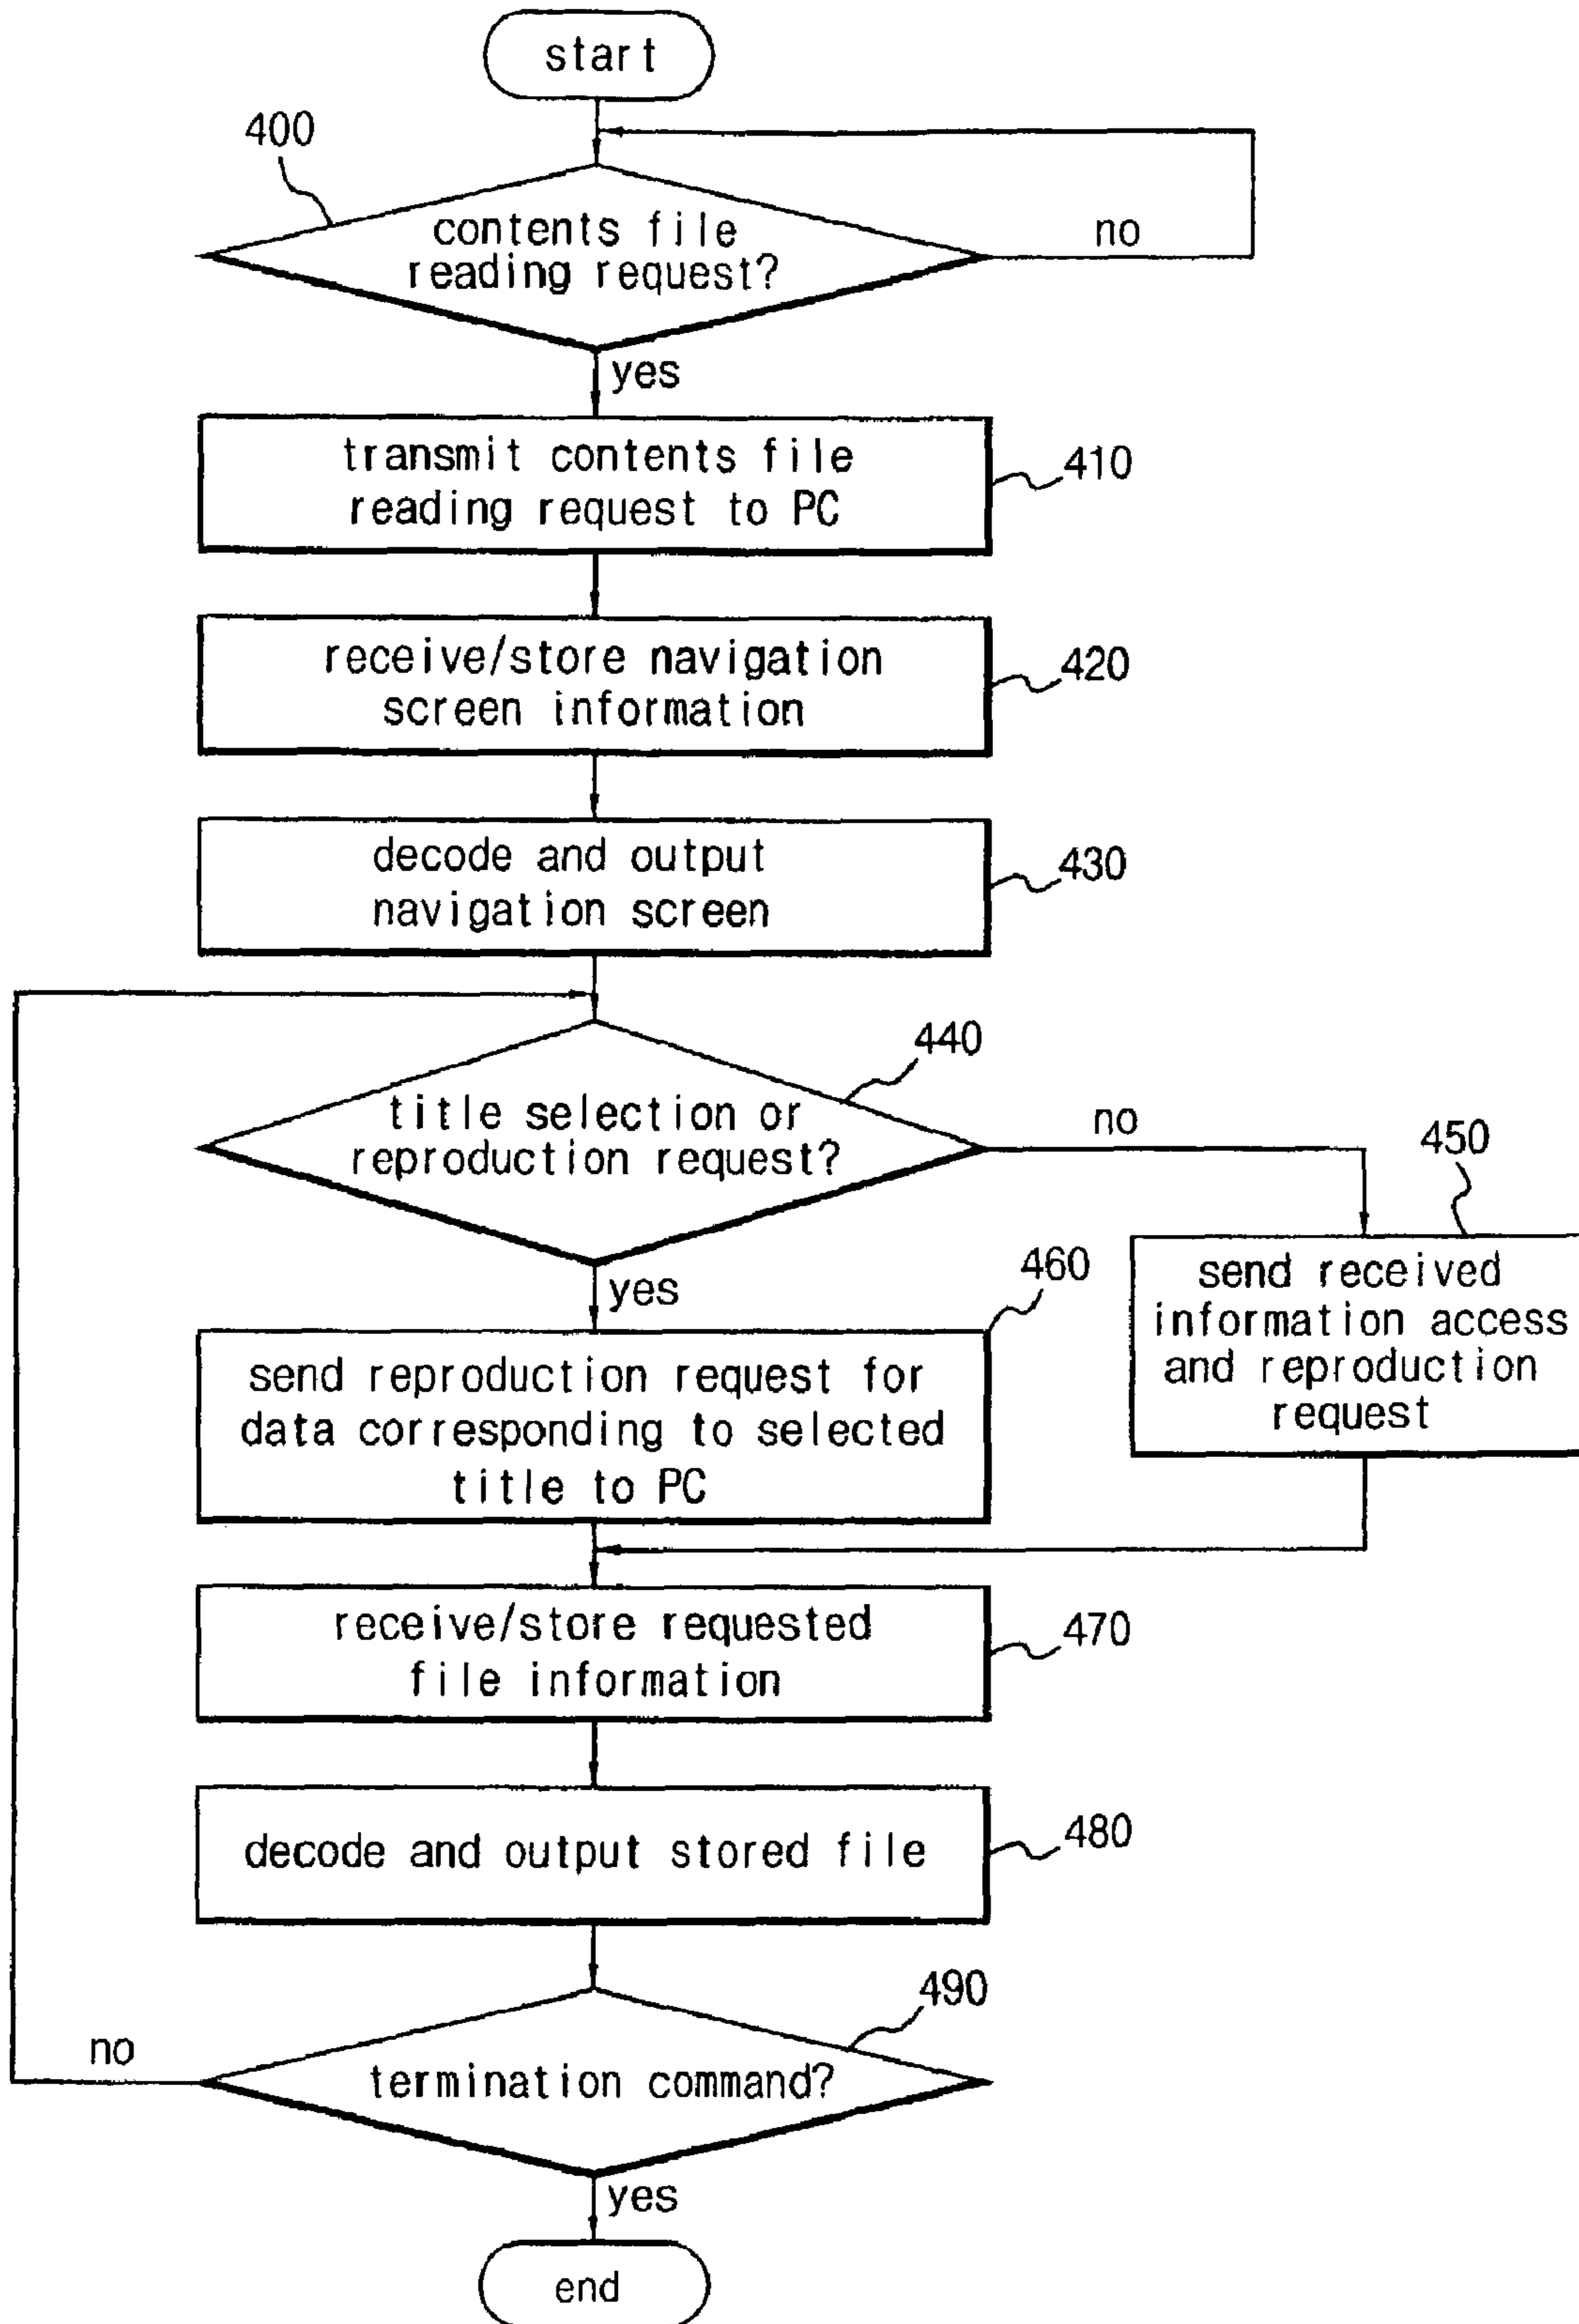 start
400
contents file
reading request?
no
yes
transmit contents file
reading request to PC
410
receive/store navigation
screen information
420
decode and output
navigation screen
430
440
title selection or
reproduction request?
no
450
yes
460
send received
information access
and reproduction
request
send reproduction request for
data corresponding to selected
title to PC
receive/store requested
file information
470
decode and output stored file
480
490
no
termination command?
yes
end